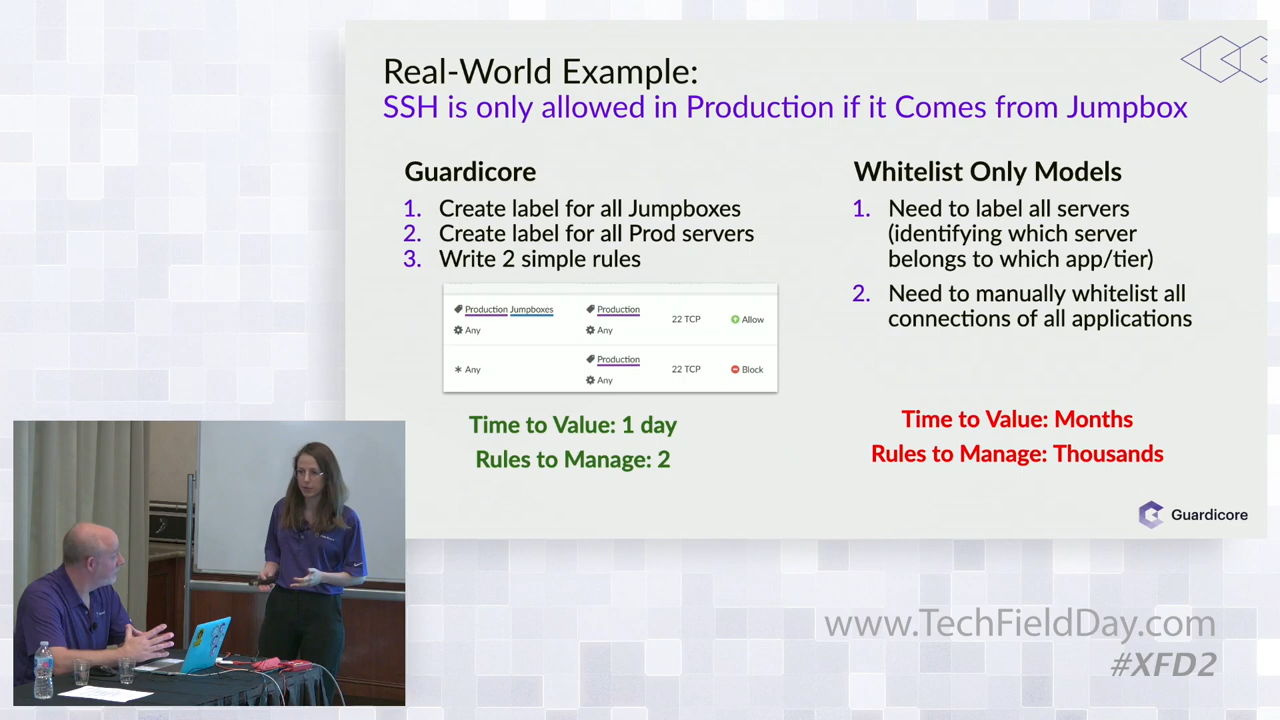 Real-World Example:
SSH is only allowed in Production if it Comes from Jumpbox
Guardicore
1. Create label for all Jumpboxes
2. Create label for all Prod servers
3. Write 2 simple rules
Production Jumpboxes Production 22 TCP Allow
Any Any
Any Production 22 TCP Block
Any
Time to Value: 1 day
Rules to Manage: 2
Whitelist Only Models
1. Need to label all servers
(identifying which server
belongs to which app/tier)
2. Need to manually whitelist all
connections of all applications
Time to Value: Months
Rules to Manage: Thousands
Guardicore
www.TechFieldDay.com
#XFD2